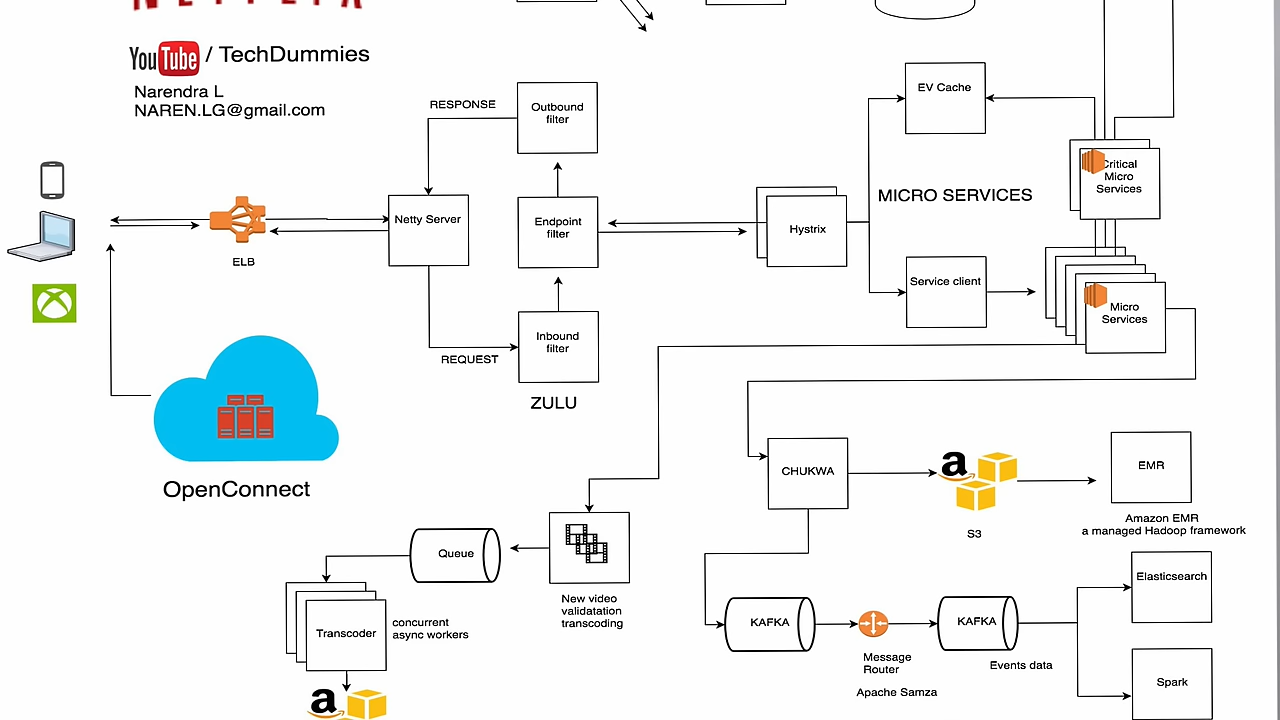 NETFLIX
YouTube / TechDummies
Narendra L
NAREN.LG@gmail.com
RESPONSE
Outbound
filter
EV Cache
Critical
Micro
Services
MICRO SERVICES
Netty Server
Endpoint
filter
Hystrix
ELB
Service client
Micro
Services
Inbound
filter
REQUEST
ZULU
OpenConnect
CHUKWA
a
S3
EMR
Amazon EMR
a managed Hadoop framework
Queue
New video
validatation
transcoding
Transcoder
concurrent
async workers
a
KAFKA
Message
Router
Apache Samza
KAFKA
Events data
Elasticsearch
Spark